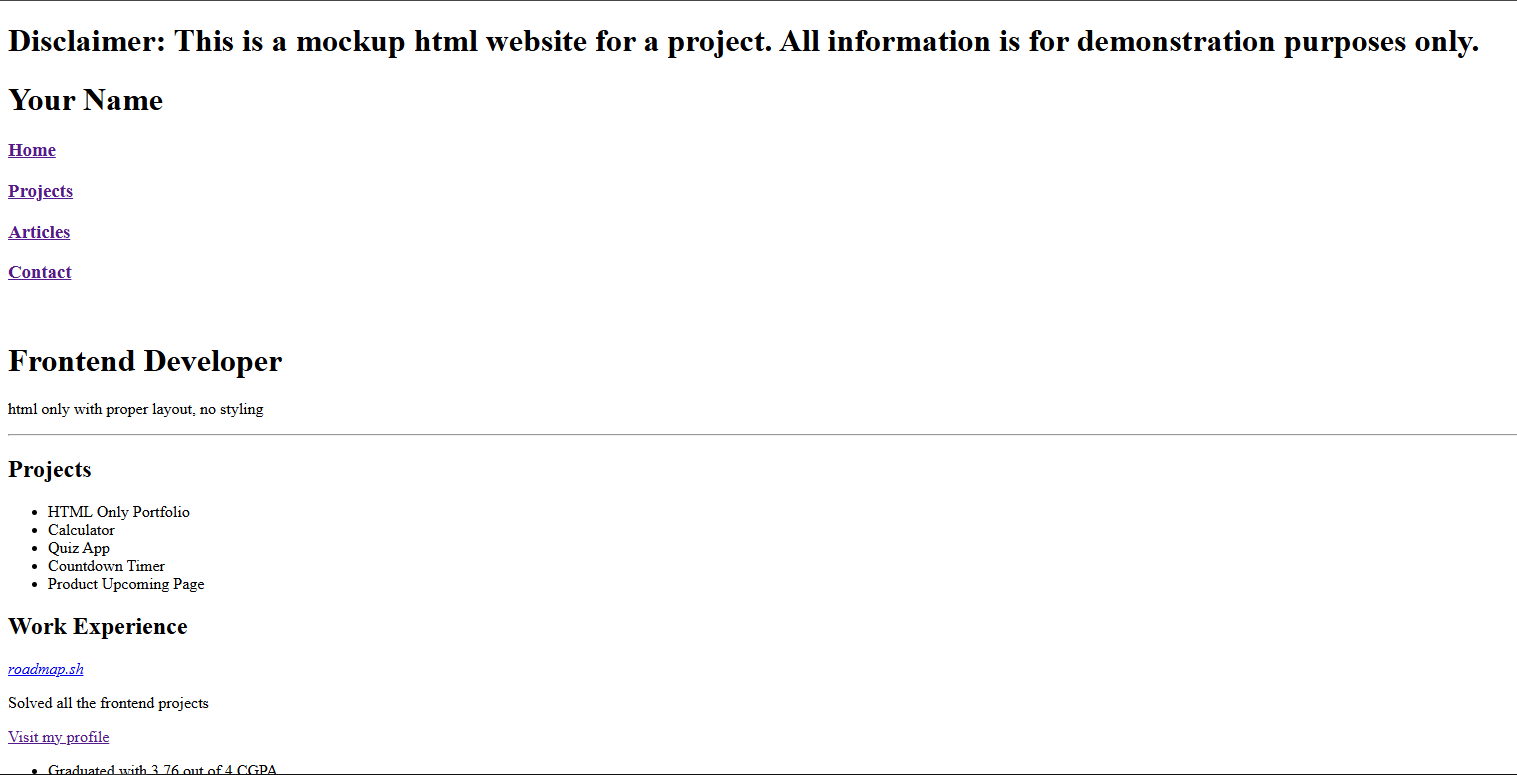 Disclaimer: This is a mockup html website for a project. All information is for demonstration purposes only.
Your Name
Home
Projects
Articles
Contact
Frontend Developer
html only with proper layout, no styling
Projects
HTML Only Portfolio
Calculator
Quiz App
Countdown Timer
Product Upcoming Page
Work Experience
roadmap.sh
Solved all the frontend projects
Visit my profile
Graduated with 3.76 out of 4 CGPA